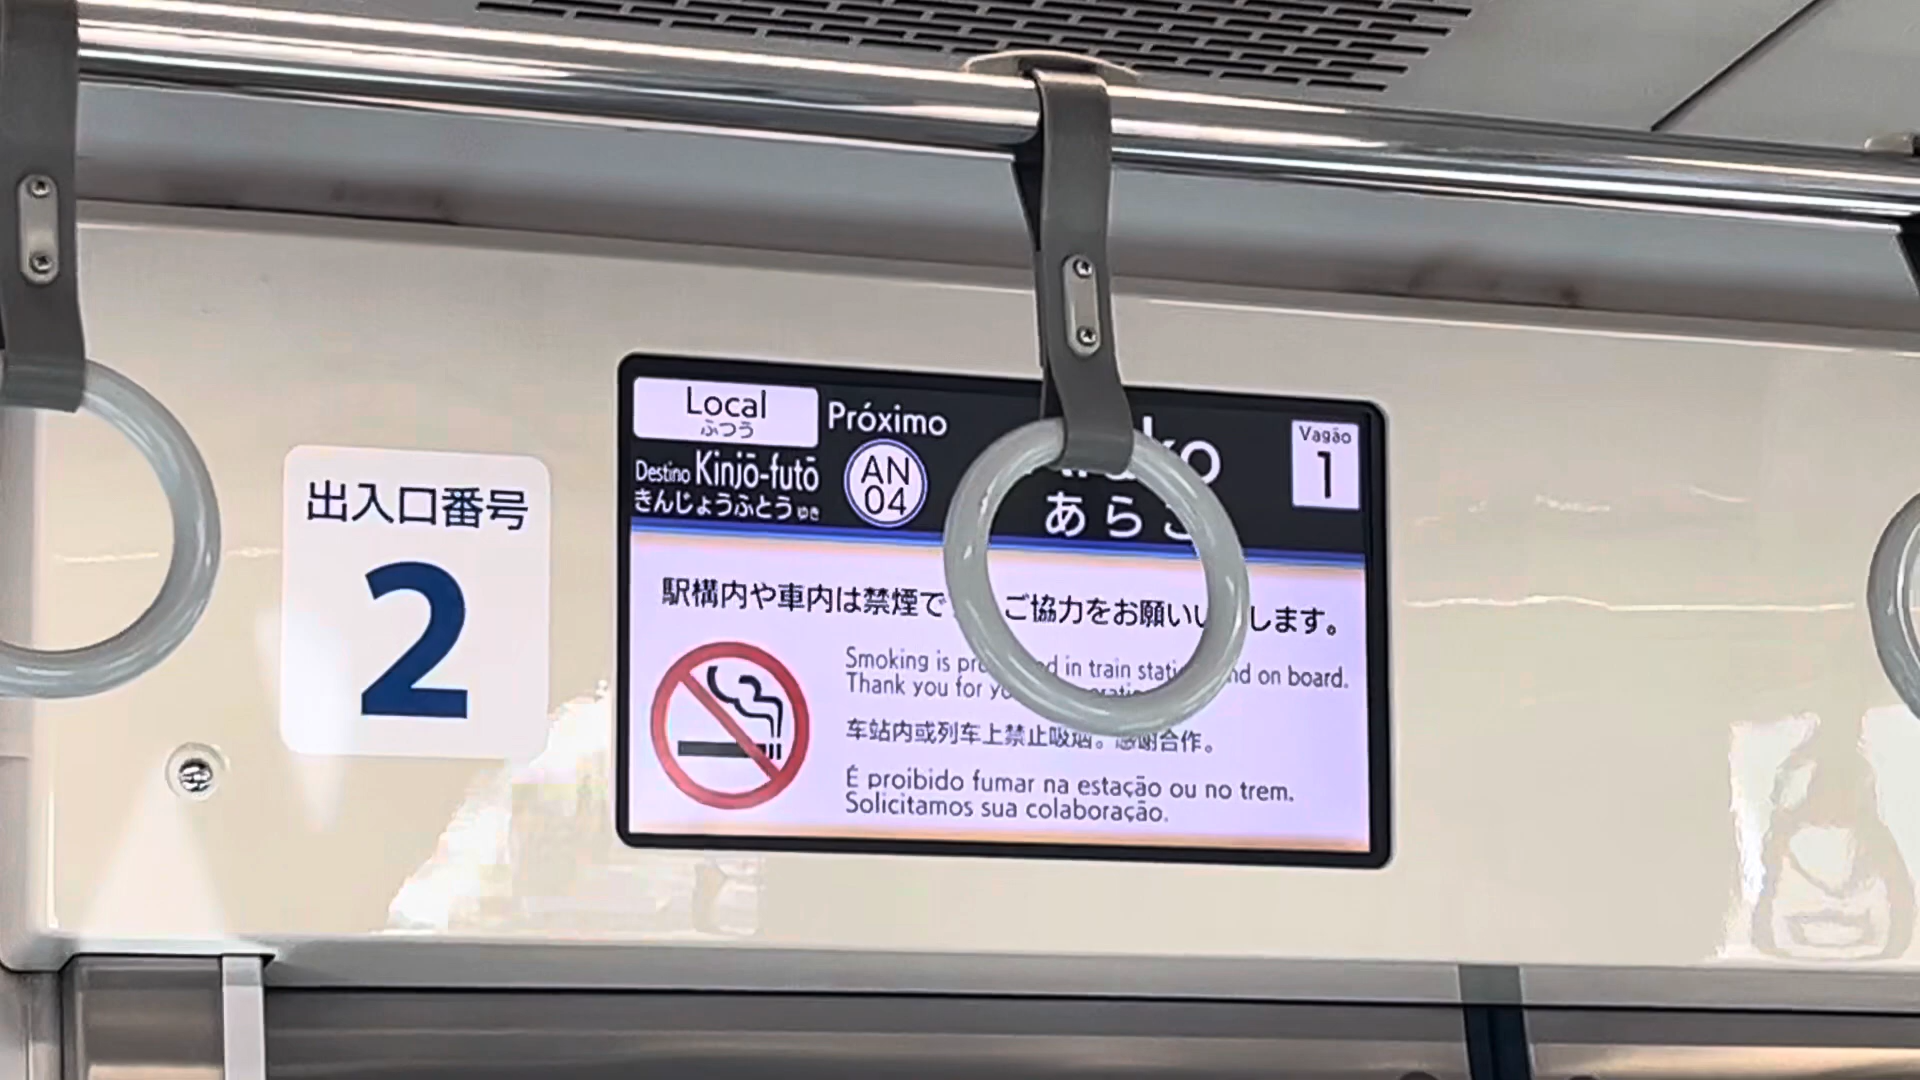 出入口番号
2
Local
ふつう
Destino Kinjō-futō
きんじょうふとうゆき
Próximo
AN
04
あら
Vagão
1
駅構内や車内は禁煙で ご協力をお願いい します。
Smoking is in train and on board.
Thank you for
车站内或列车上禁止吸烟。感谢合作。
É proibido fumar na estação ou no trem.
Solicitamos sua colaboração.